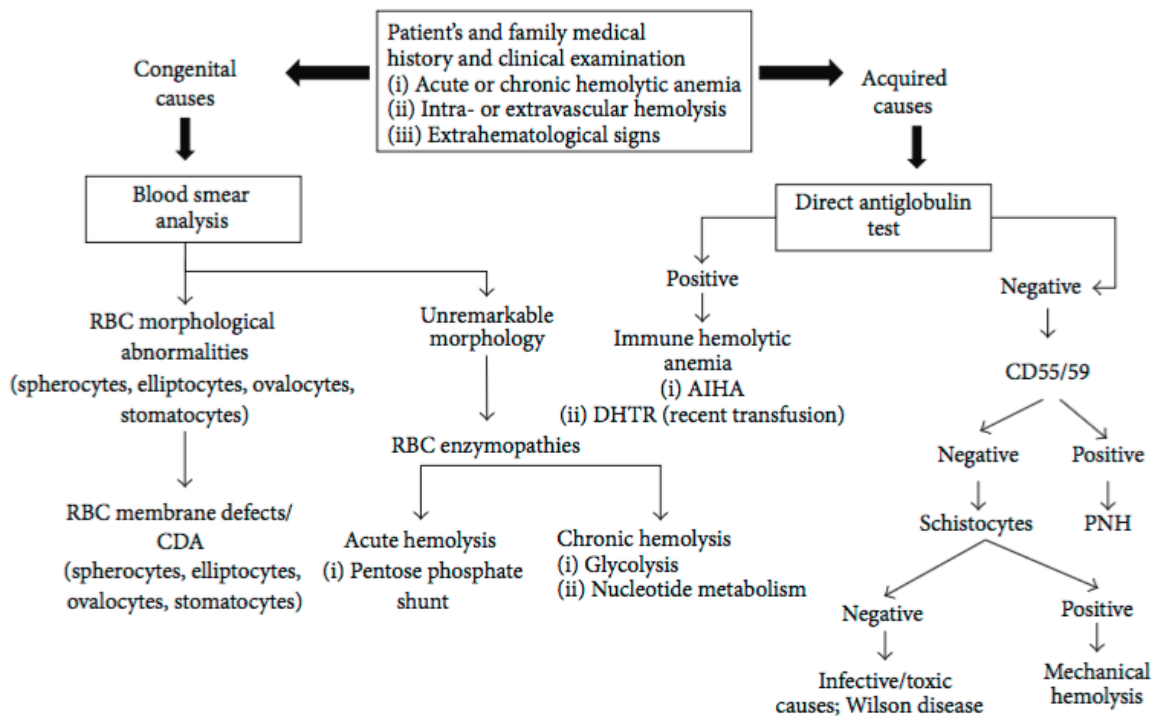 Patient's and family medical
history and clinical examination
(i) Acute or chronic hemolytic anemia
(ii) Intra- or extravascular hemolysis
(iii) Extrahematological signs
Congenital
causes
Acquired
causes
Blood smear
analysis
Direct antiglobulin
test
RBC morphological
abnormalities
(spherocytes, elliptocytes, ovalocytes,
stomatocytes)
Unremarkable
morphology
Positive
Negative
Immune hemolytic
anemia
(i) AIHA
(ii) DHTR (recent transfusion)
CD55/59
RBC enzymopathies
Negative
Positive
RBC membrane defects/
CDA
(spherocytes, elliptocytes,
ovalocytes, stomatocytes)
Acute hemolysis
(i) Pentose phosphate
shunt
Chronic hemolysis
(i) Glycolysis
(ii) Nucleotide metabolism
Schistocytes
PNH
Negative
Positive
Infective/toxic
causes; Wilson disease
Mechanical
hemolysis